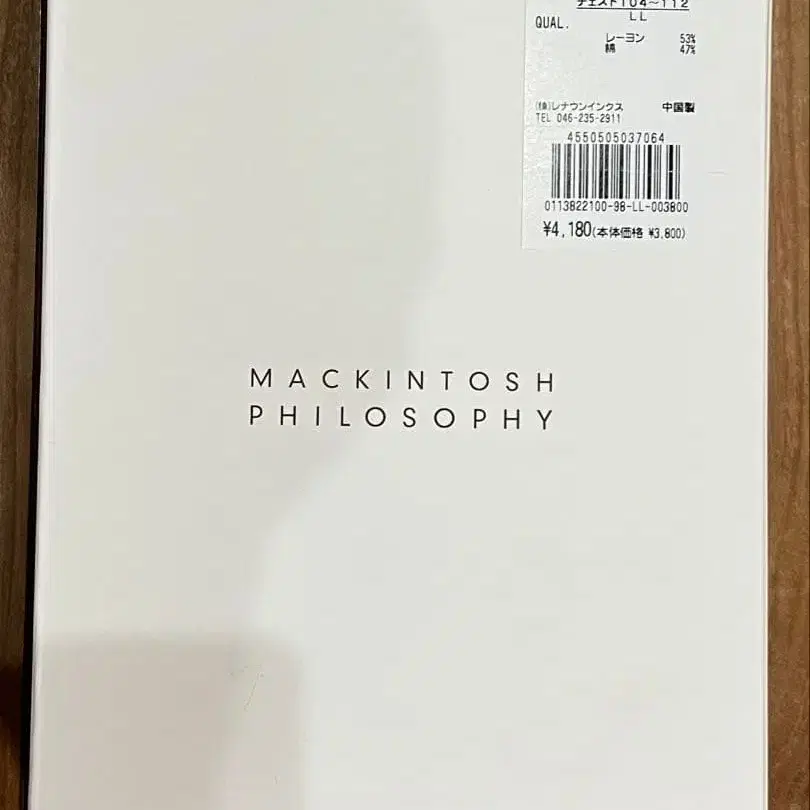 チェスト104~112
LL
QUAL.
レーヨン 53%
綿 47%
(株)レナウンインクス 中国製
TEL 046-235-2911
4550505037064
0113822100-98-LL-003800
¥4,180(本体価格 ¥3,800)
MACKINTOSH
PHILOSOPHY